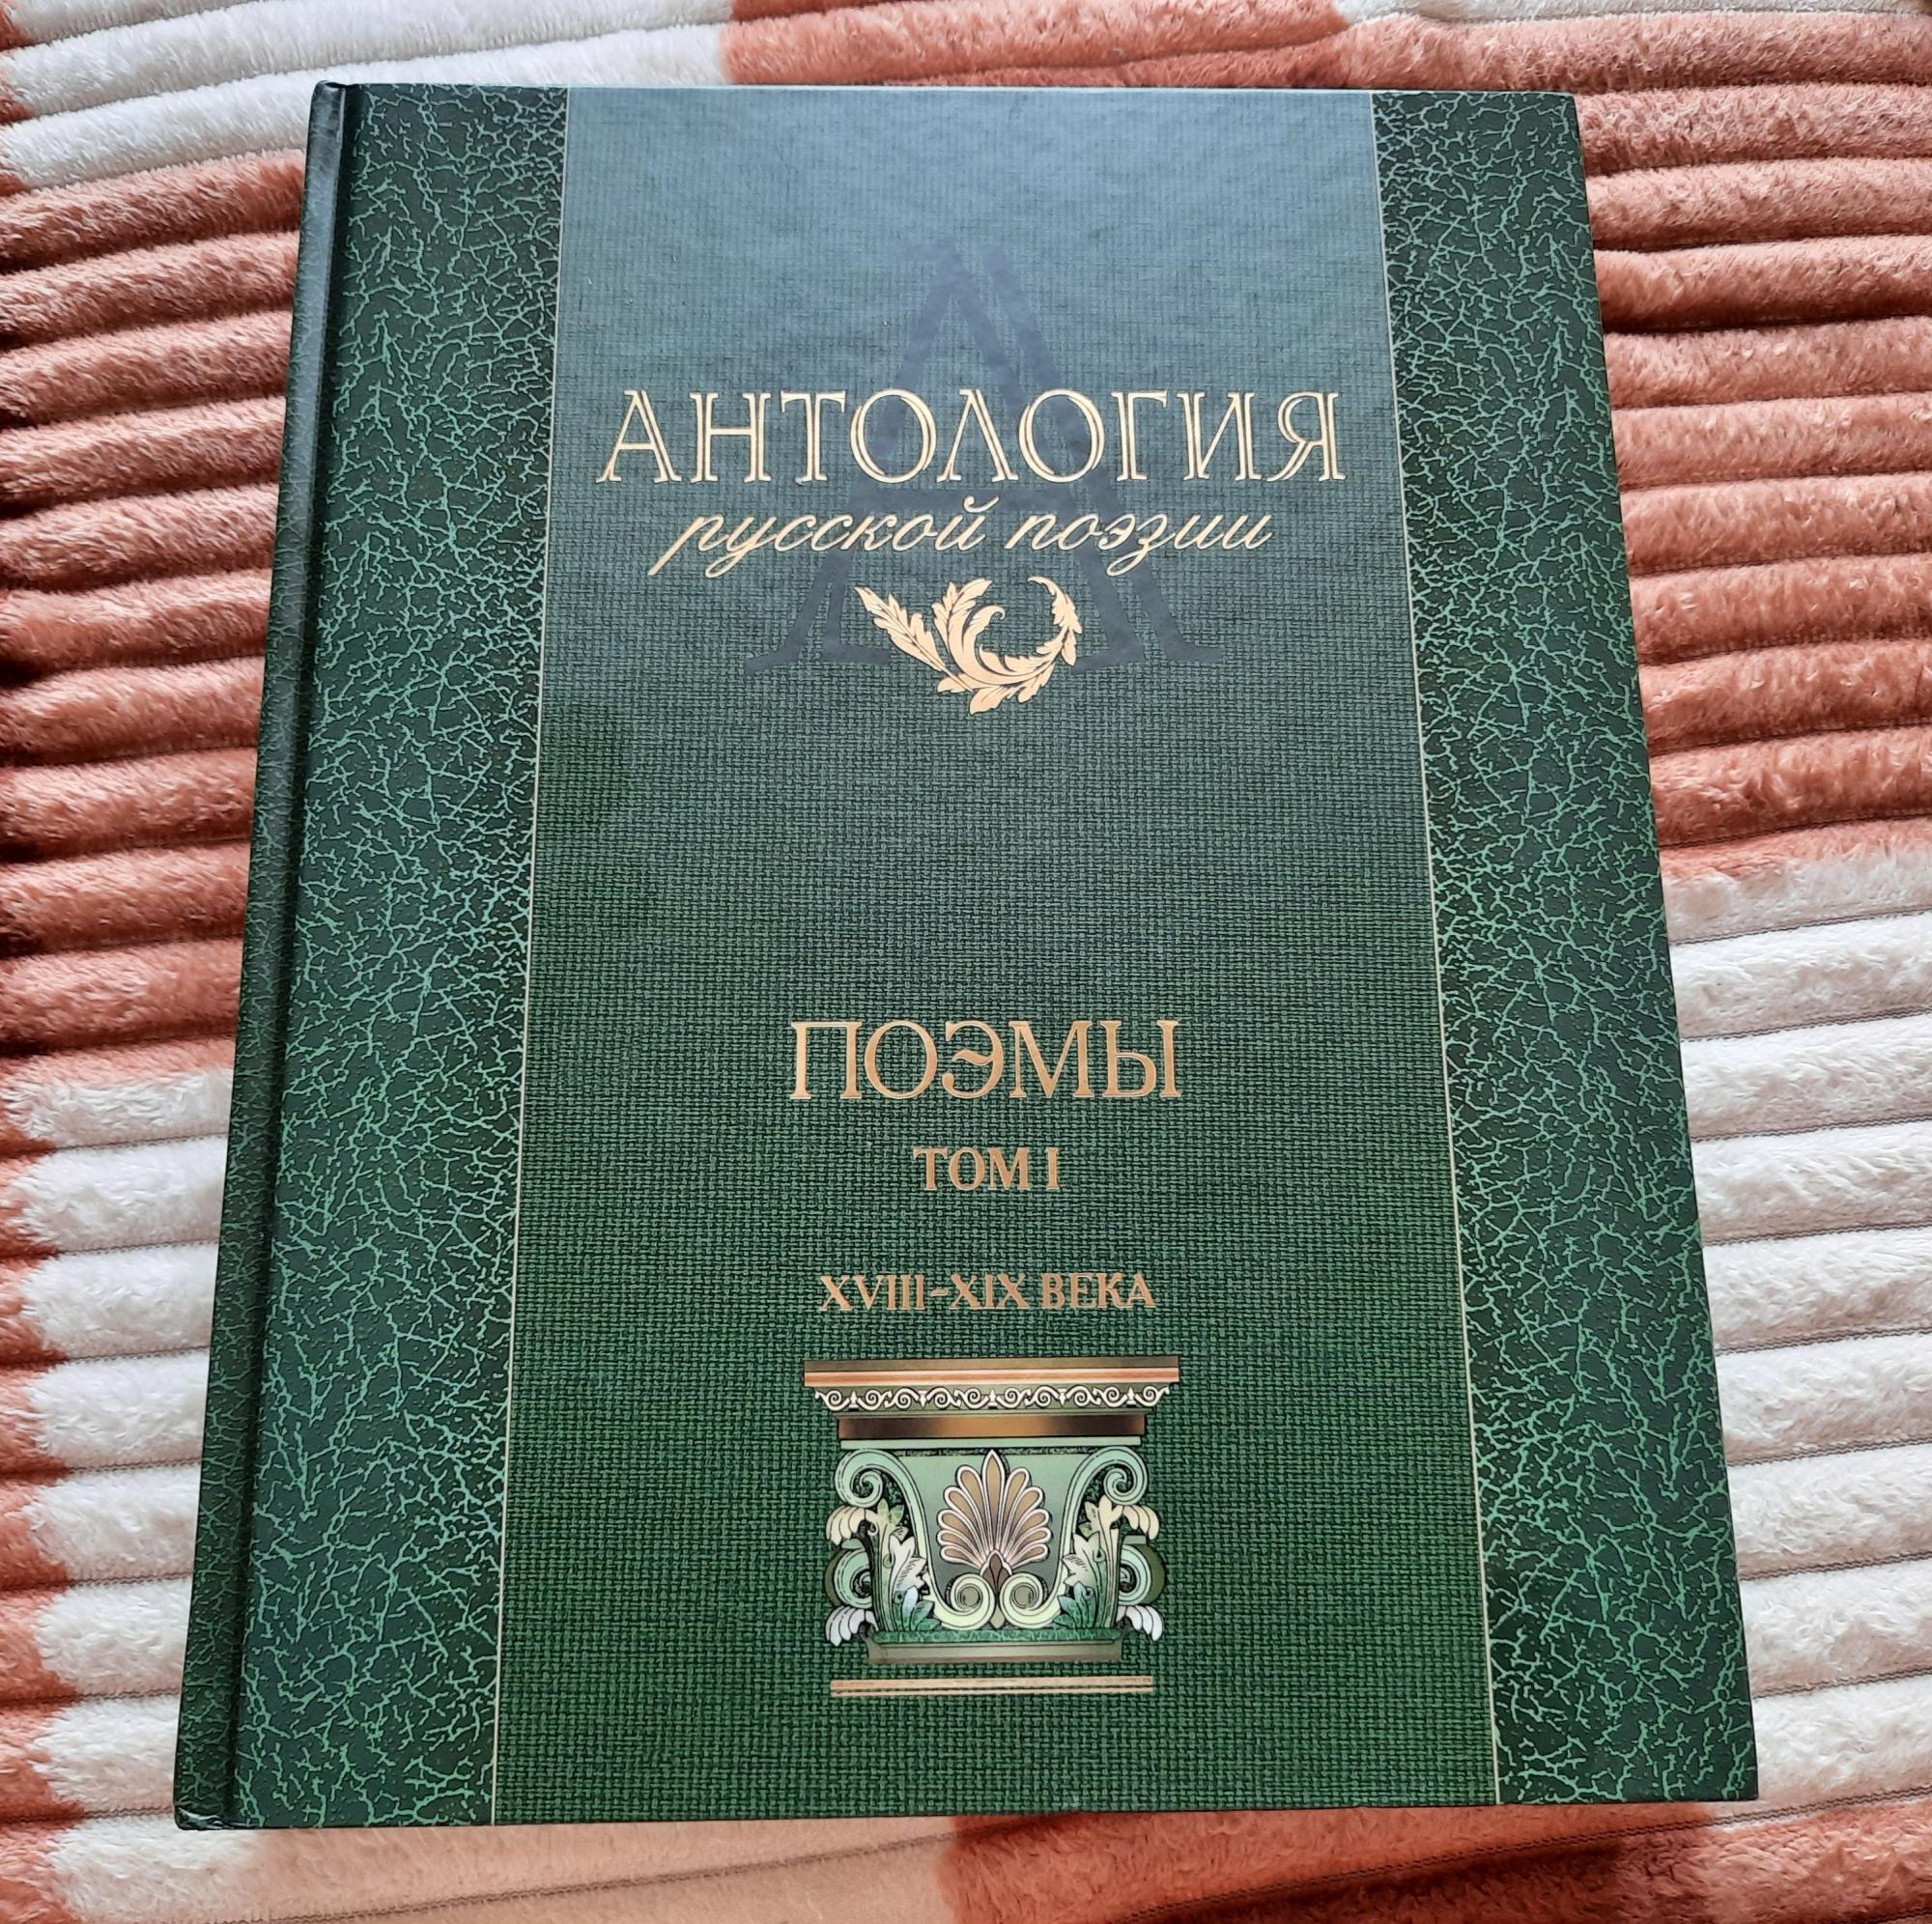 АНТОЛОГИЯ
русской поэзии
ПОЭМЫ
ТОМ I
XVIII-XIX ВЕКА